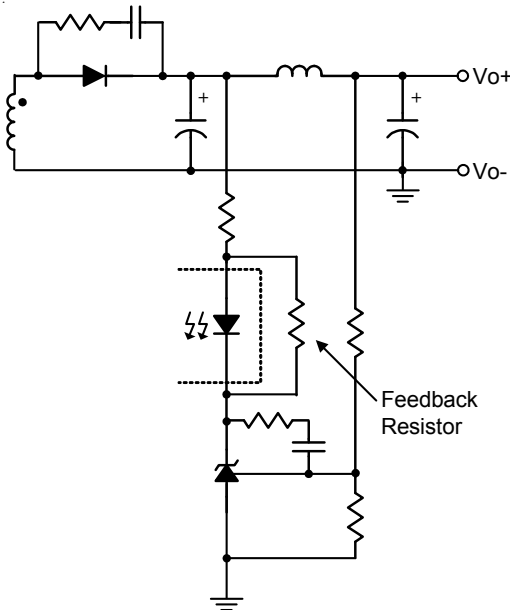 +
+
Vo+
Vo-
Feedback
Resistor